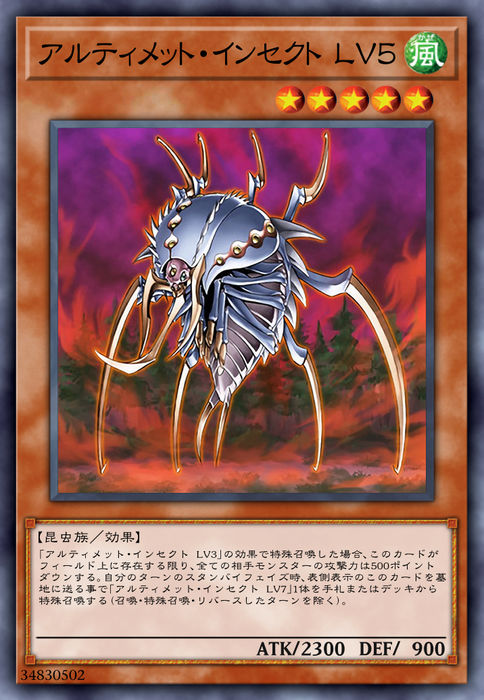 アルティメット・インセクト LV5
風
かぜ
【昆虫族／効果】
「アルティメット・インセクト LV3」の効果で特殊召喚した場合、このカードが
フィールド上に存在する限り、全ての相手モンスターの攻撃力は500ポイント
ダウンする。自分のターンのスタンバイフェイズ時、表側表示のこのカードを墓
地に送る事で「アルティメット・インセクト LV7」1体を手札またはデッキから
特殊召喚する（召喚・特殊召喚・リバースしたターンを除く）。
ATK/2300 DEF/ 900
34830502